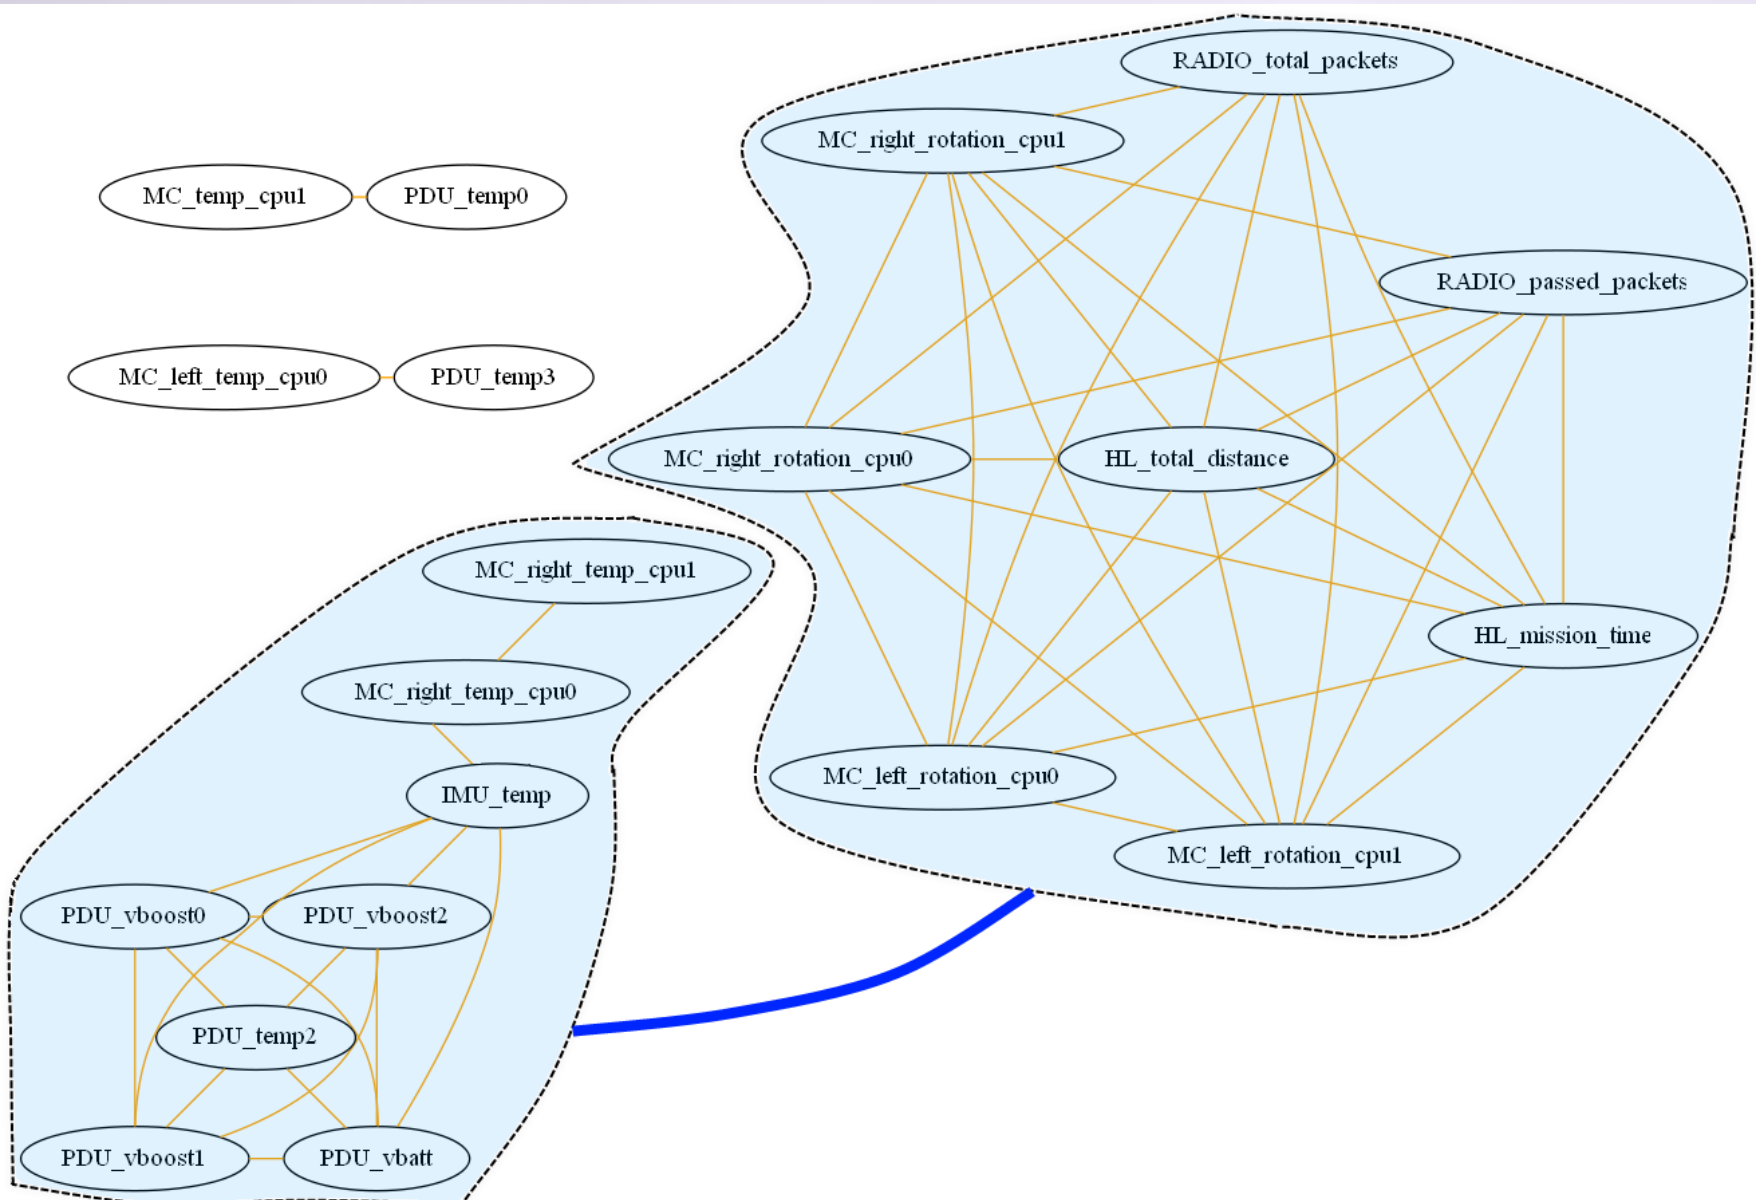 RADIO_total_packets
MC_right_rotation_cpu1
MC_temp_cpu1
PDU_temp0
RADIO_passed_packets
MC_left_temp_cpu0
PDU_temp3
MC_right_rotation_cpu0
HL_total_distance
MC_right_temp_cpu1
HL_mission_time
MC_right_temp_cpu0
MC_left_rotation_cpu0
IMU_temp
MC_left_rotation_cpu1
PDU_vboost0
PDU_vboost2
PDU_temp2
PDU_vboost1
PDU_vbatt